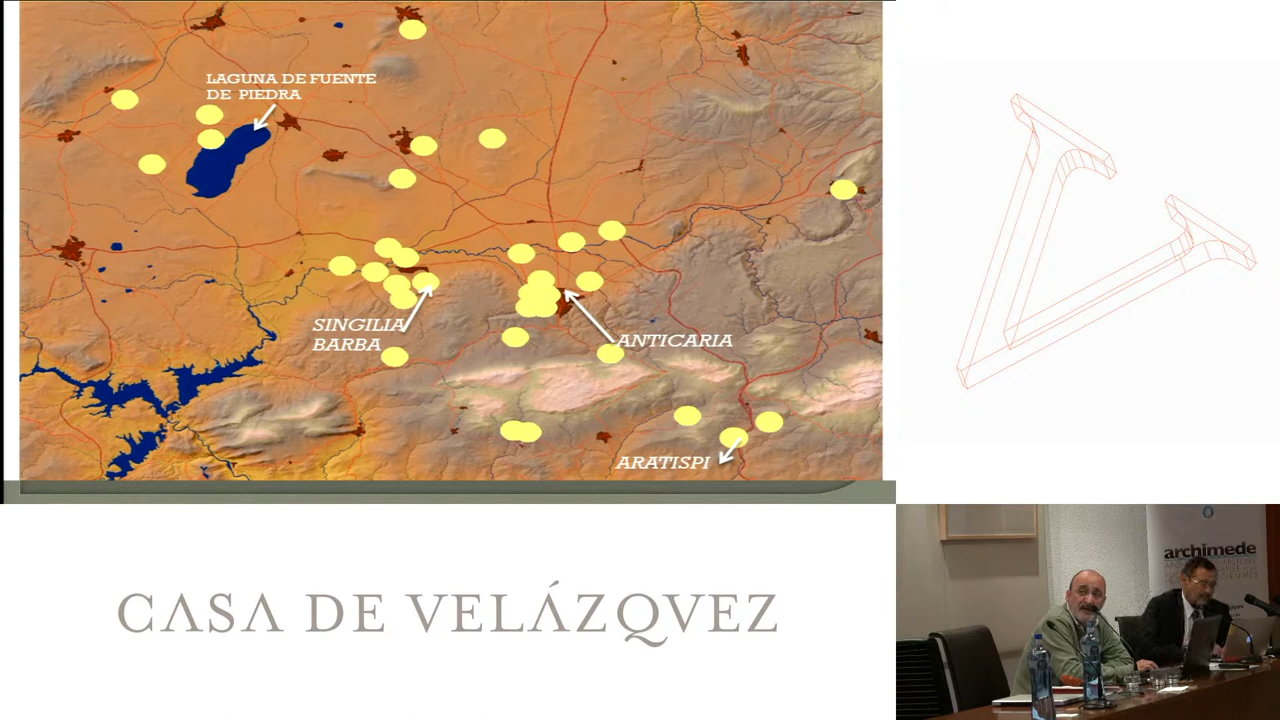 LAGUNA DE FUENTE
DE PIEDRA
SINGILIA
BARBA
ANTICARIA
ARATISPI
CASA DE VELÁZQVEZ
archimede